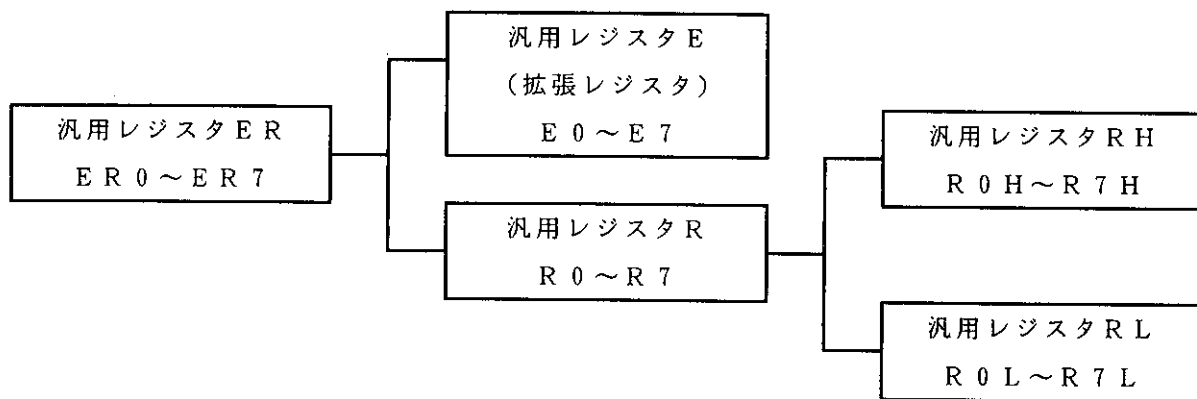 汎用レジスタER
ER0～ER7
汎用レジスタE
（拡張レジスタ）
E0～E7
汎用レジスタR
R0～R7
汎用レジスタRH
R0H～R7H
汎用レジスタRL
R0L～R7L